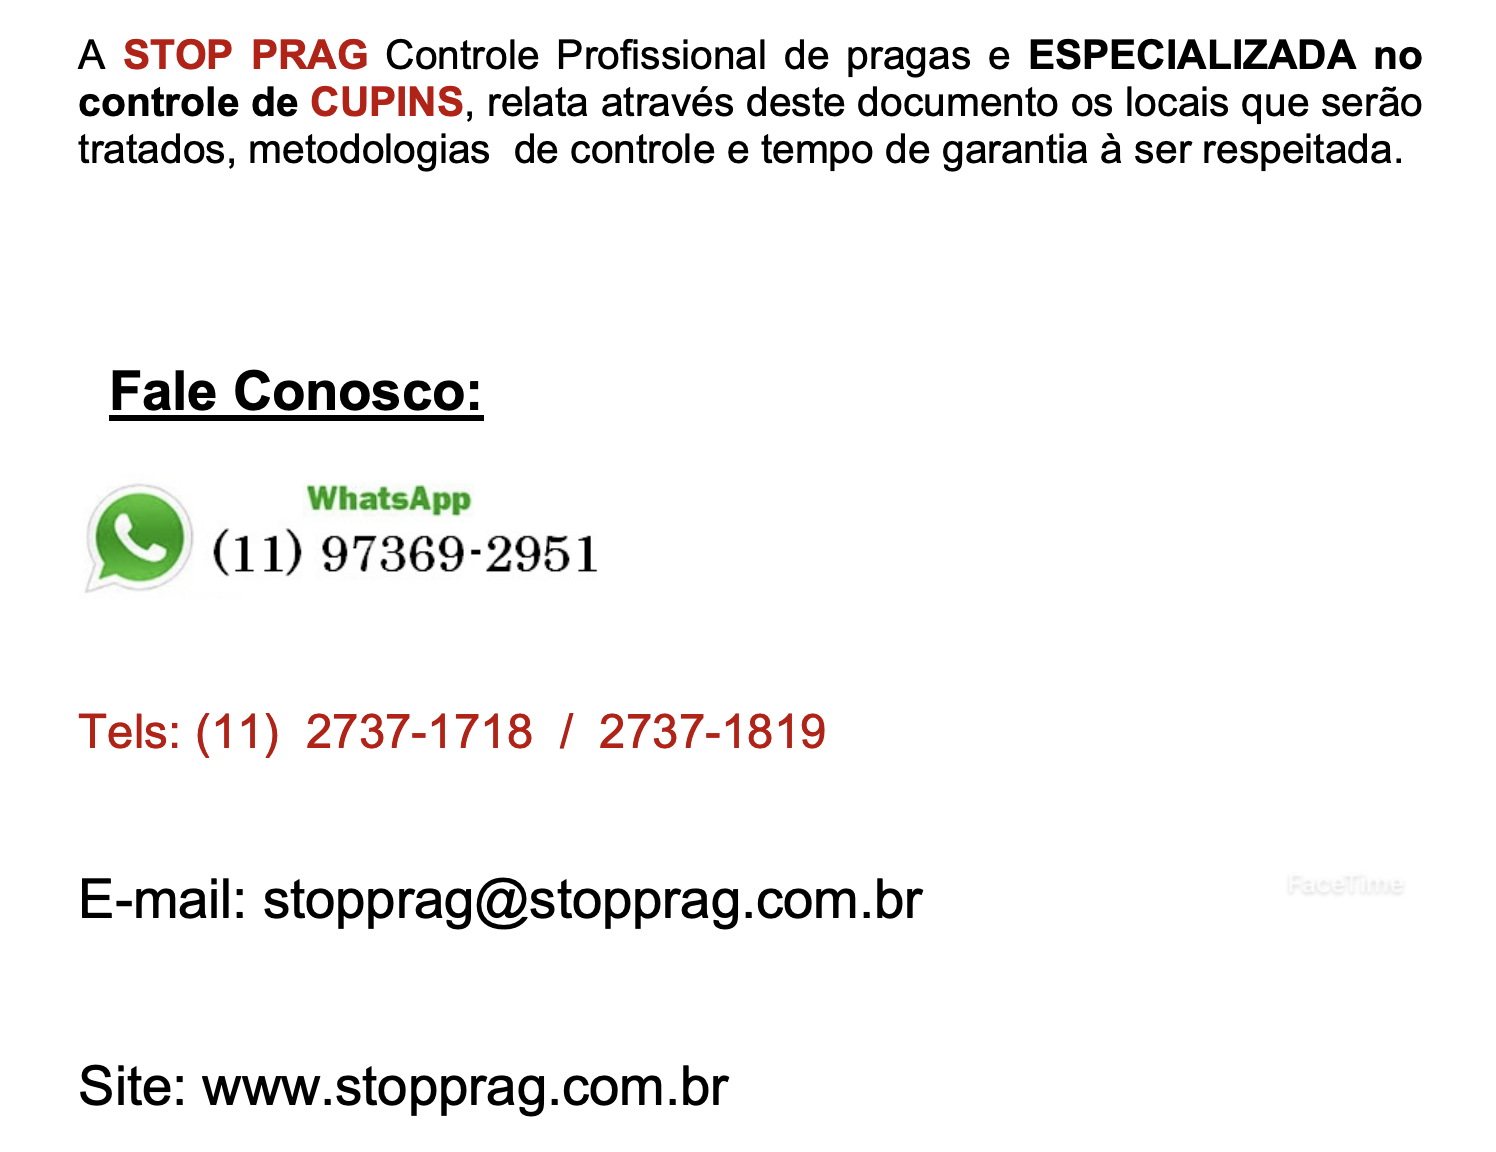 A STOP PRAG Controle Profissional de pragas e ESPECIALIZADA no
controle de CUPINS, relata através deste documento os locais que serão
tratados, metodologias  de controle e tempo de garantia à ser respeitada.
Fale Conosco:
WhatsApp
(11) 97369-2951
Tels: (11)  2737-1718  /  2737-1819
E-mail: stopprag@stopprag.com.br
FaceTime
Site: www.stopprag.com.br